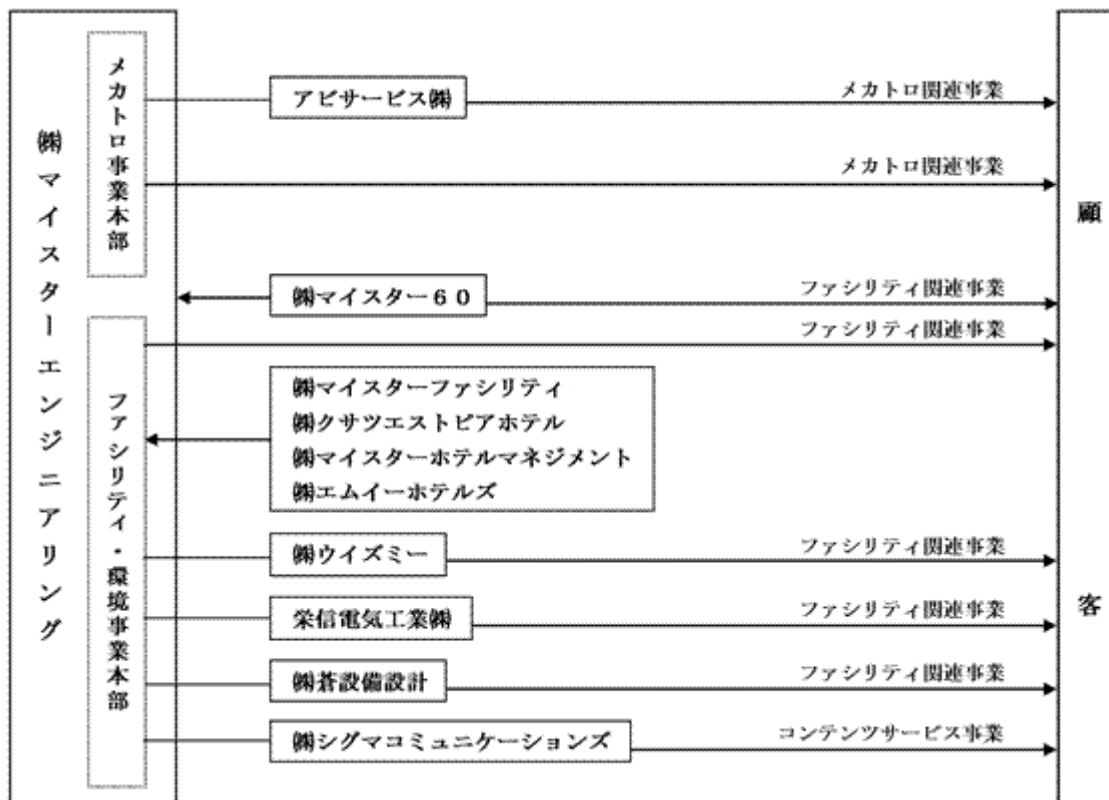 ㈱マイスターエンジニアリング
メカトロ事業本部
アビサービス㈱
メカトロ関連事業
メカトロ関連事業
㈱マイスター６０
ファシリティ関連事業
ファシリティ関連事業
ファシリティ・環境事業本部
㈱マイスターファシリティ
㈱クサツエストピアホテル
㈱マイスターホテルマネジメント
㈱エムイーホテルズ
㈱ウイズミー
ファシリティ関連事業
栄信電気工業㈱
ファシリティ関連事業
㈱蒼設備設計
ファシリティ関連事業
㈱シグマコミュニケーションズ
コンテンツサービス事業
顧客